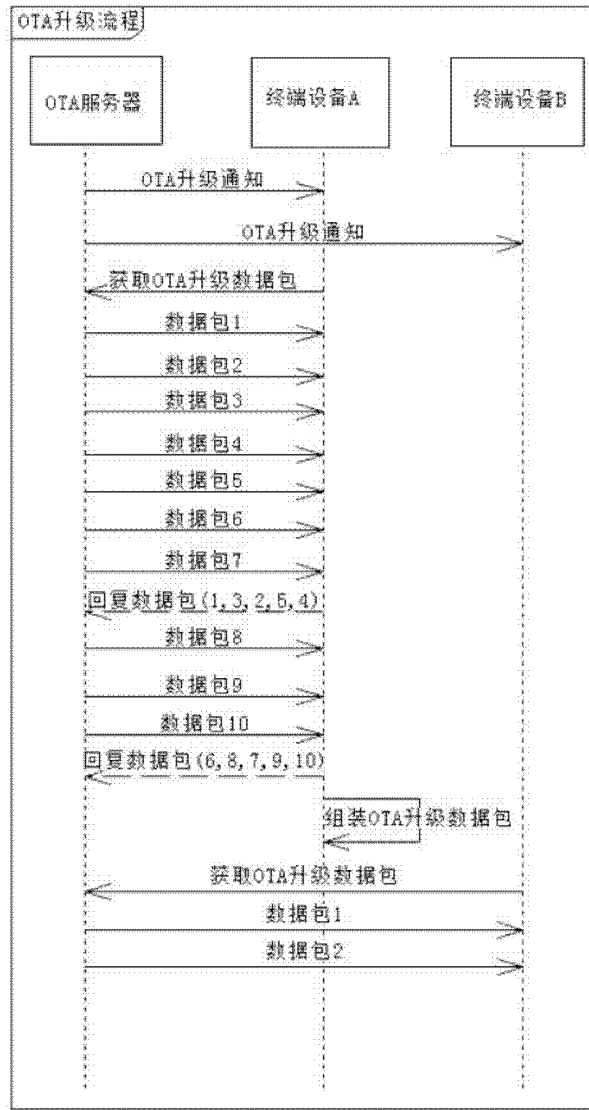 OTA升级流程
OTA服务器
终端设备A
终端设备B
OTA升级通知
OTA升级通知
获取OTA升级数据包
数据包1
数据包2
数据包3
数据包4
数据包5
数据包6
数据包7
回复数据包(1,3,2,5,4)
数据包8
数据包9
数据包10
回复数据包(6,8,7,9,10)
组装OTA升级数据包
获取OTA升级数据包
数据包1
数据包2